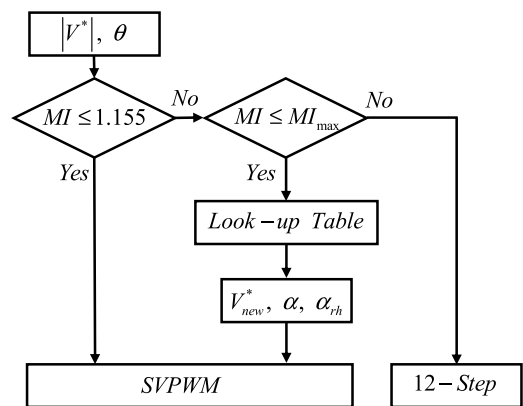 |V*|, θ
MI ≤ 1.155
No
MI ≤ MI_max
No
Yes
Yes
Look-up Table
V*_new, α, α_rh
SVPWM
12-Step